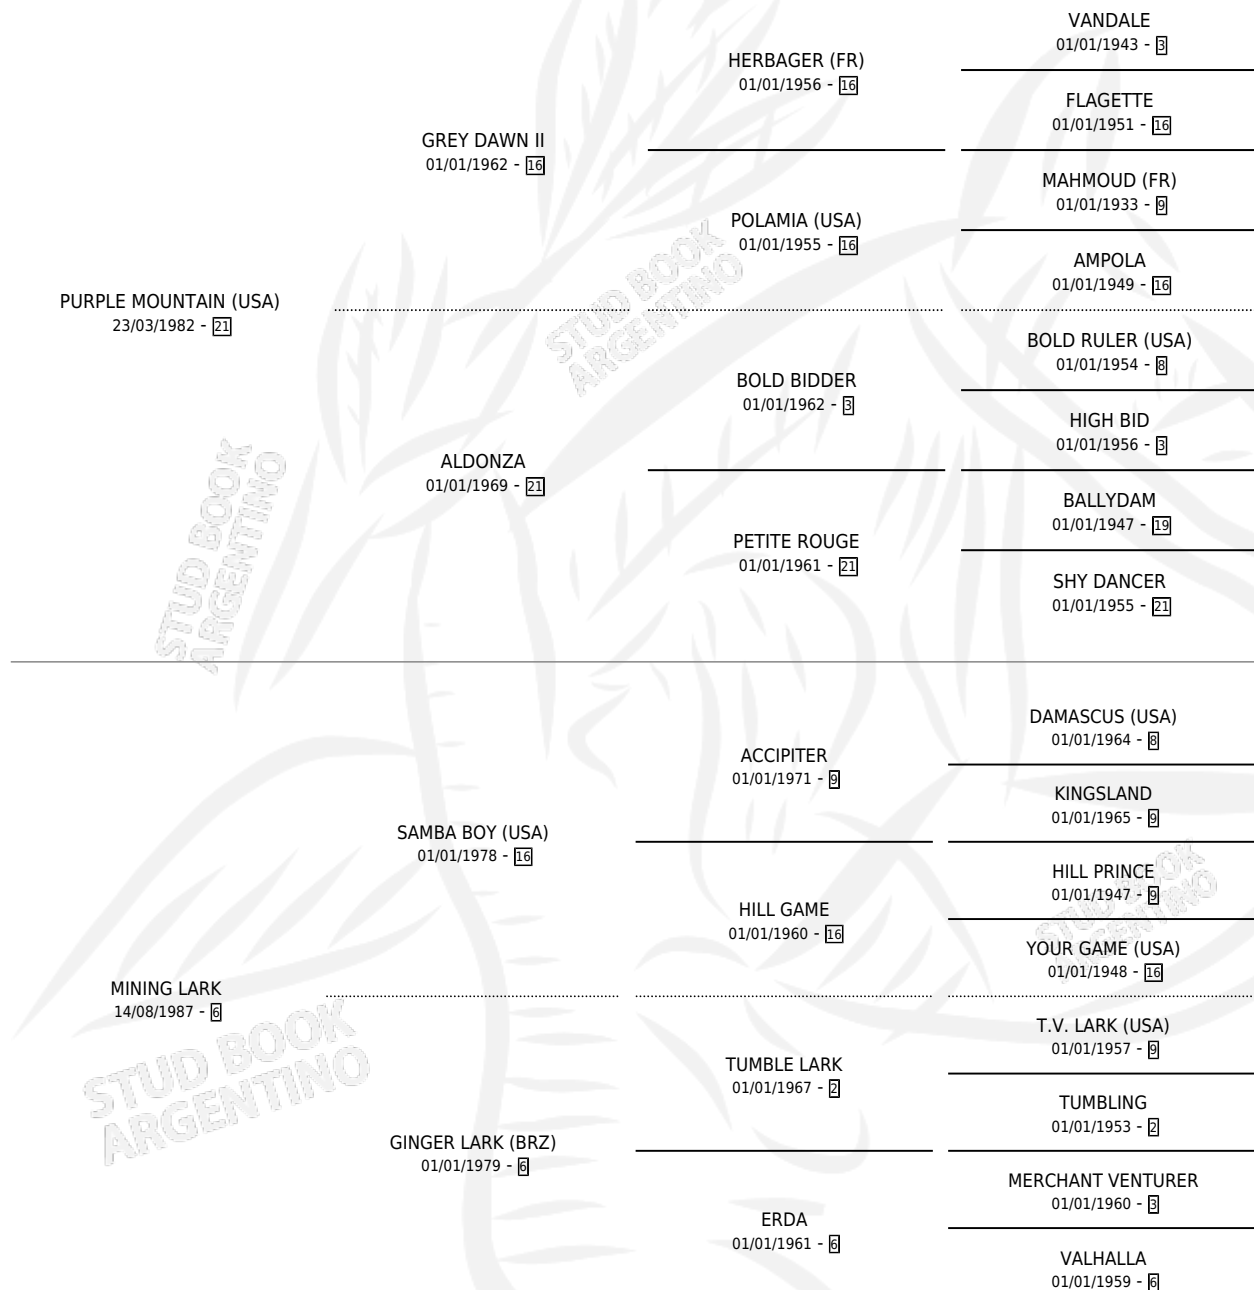 VANDALE
01/01/1943 - 3
HERBAGER (FR)
01/01/1956 - 16
FLAGETTE
01/01/1951 - 16
GREY DAWN II
01/01/1962 - 16
MAHMOUD (FR)
01/01/1933 - 9
POLAMIA (USA)
01/01/1955 - 16
AMPOLA
01/01/1949 - 16
PURPLE MOUNTAIN (USA)
23/03/1982 - 21
STUD BOOK
ARGENTINO
BOLD RULER (USA)
01/01/1954 - 8
BOLD BIDDER
01/01/1962 - 3
HIGH BID
01/01/1956 - 3
ALDONZA
01/01/1969 - 21
BALLYDAM
01/01/1947 - 19
PETITE ROUGE
01/01/1961 - 21
SHY DANCER
01/01/1955 - 21
STUD BOOK
ARGENTINO
DAMASCUS (USA)
01/01/1964 - 8
ACCIPITER
01/01/1971 - 9
KINGSLAND
01/01/1965 - 9
SAMBA BOY (USA)
01/01/1978 - 16
HILL PRINCE
01/01/1947 - 9
HILL GAME
01/01/1960 - 16
YOUR GAME (USA)
01/01/1948 - 16
STUD BOOK
ARGENTINO
MINING LARK
14/08/1987 - 6
T.V. LARK (USA)
01/01/1957 - 9
TUMBLE LARK
01/01/1967 - 2
TUMBLING
01/01/1953 - 2
STUD BOOK
ARGENTINO
GINGER LARK (BRZ)
01/01/1979 - 6
MERCHANT VENTURER
01/01/1960 - 3
ERDA
01/01/1961 - 6
VALHALLA
01/01/1959 - 6